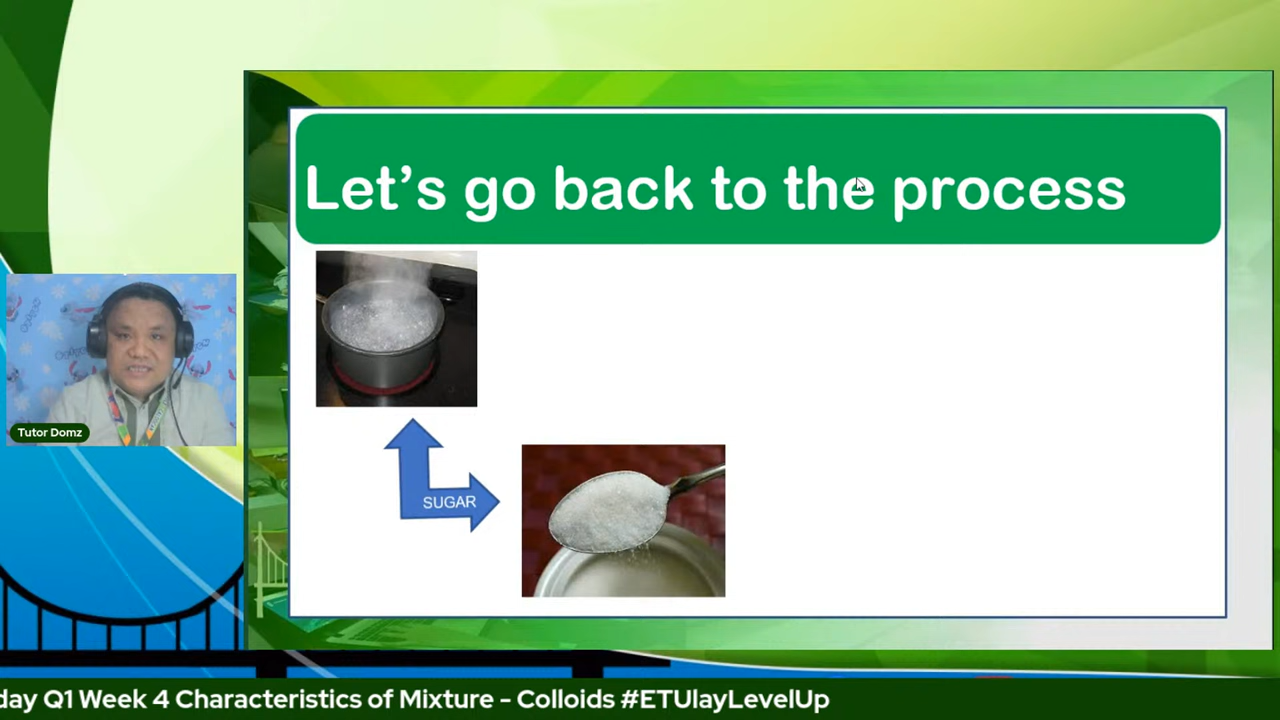 Let's go back to the process
SUGAR
Tutor Domz
day Q1 Week 4 Characteristics of Mixture - Colloids #ETUlayLevelUp